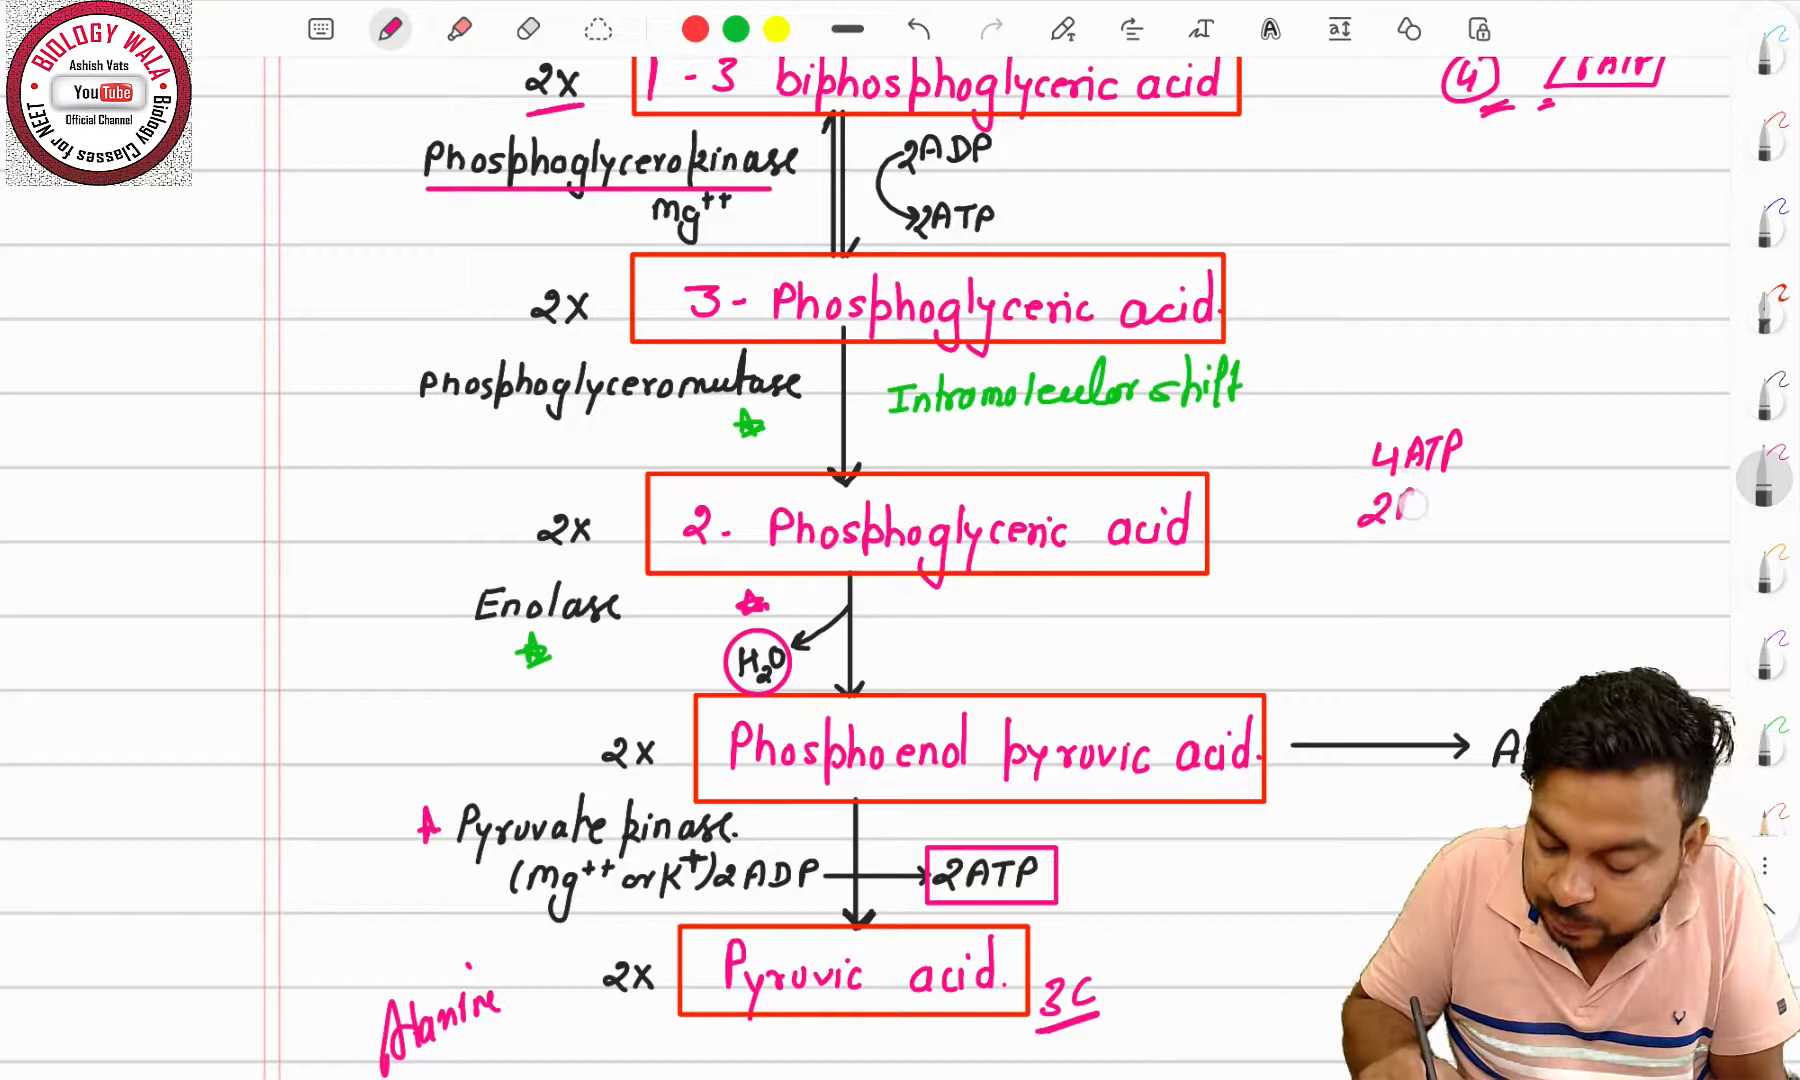 BIOLOGY WALA
Ashish Vats
YouTube
Official Channel
Biology Classes for NEET
2x 1-3 biphosphoglyceric acid
(4)
Phosphoglycerokinase
Mg++
2ADP
2ATP
2x 3- Phosphoglyceric acid.
Phosphoglyceromutase
Intramolecular shift
4ATP
2
2x 2- Phosphoglyceric acid
Enolase
H2O
2x Phosphoenol pyruvic acid.
A
Pyruvate kinase.
(Mg++ or K+) 2ADP 2ATP
2x Pyruvic acid. 3C
Alanine